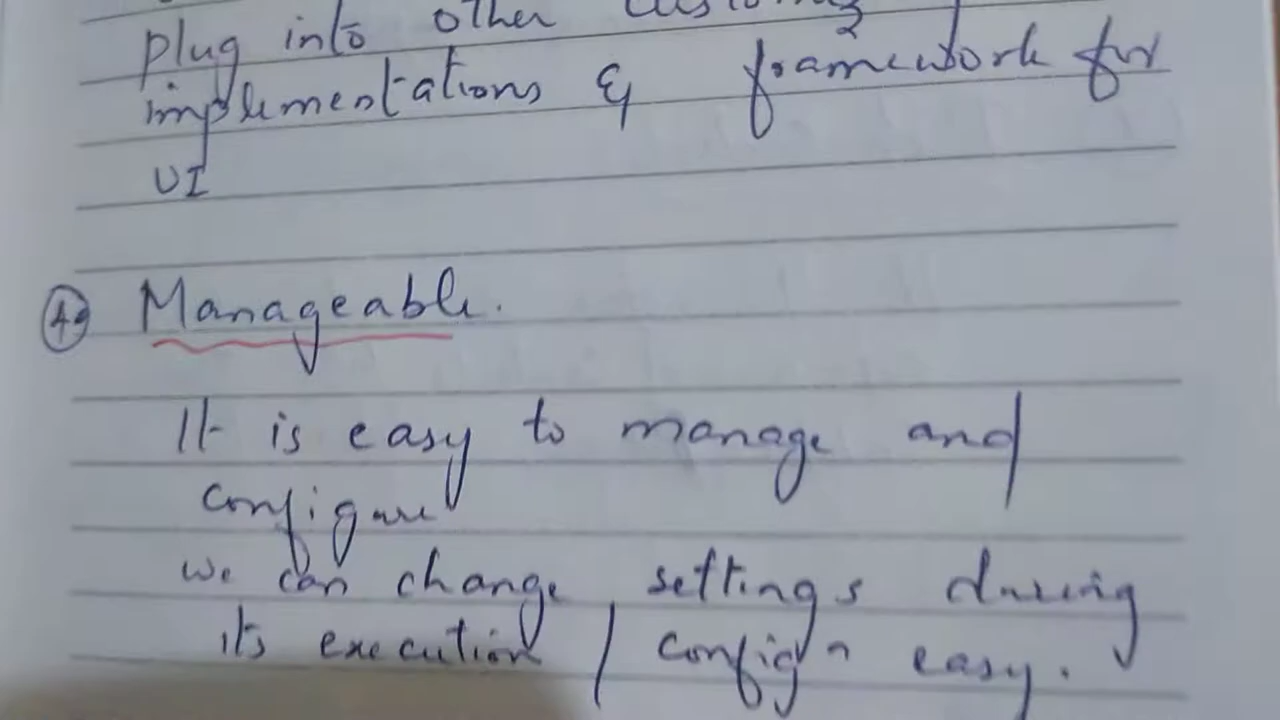 plug into other
implementations & framework for
UI
4) Manageable.
It is easy to manage and
configure
we can change settings during
its execution / confign easy.